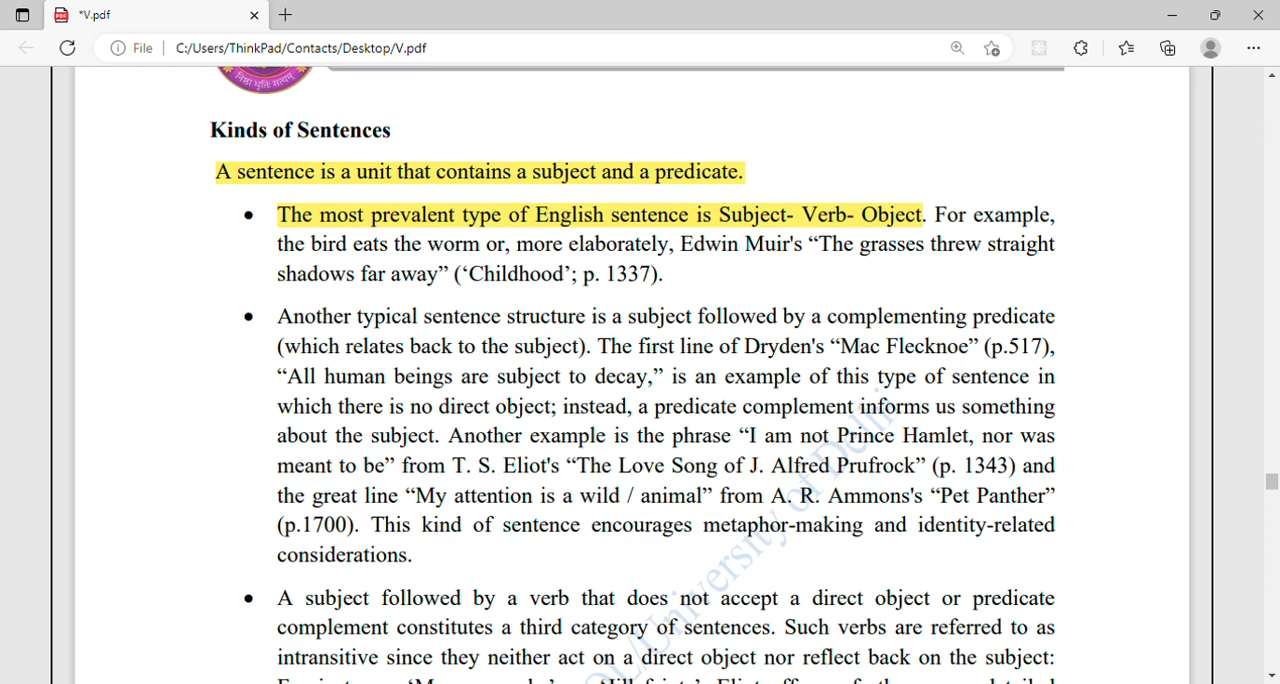 *V.pdf
File
C:/Users/ThinkPad/Contacts/Desktop/V.pdf
निष्ठा धृति सत्यम्
Kinds of Sentences
A sentence is a unit that contains a subject and a predicate.
• The most prevalent type of English sentence is Subject- Verb- Object. For example,
the bird eats the worm or, more elaborately, Edwin Muir's “The grasses threw straight
shadows far away” (‘Childhood’; p. 1337).
• Another typical sentence structure is a subject followed by a complementing predicate
(which relates back to the subject). The first line of Dryden's “Mac Flecknoe” (p.517),
“All human beings are subject to decay,” is an example of this type of sentence in
which there is no direct object; instead, a predicate complement informs us something
about the subject. Another example is the phrase “I am not Prince Hamlet, nor was
meant to be” from T. S. Eliot's “The Love Song of J. Alfred Prufrock” (p. 1343) and
the great line “My attention is a wild / animal” from A. R. Ammons's “Pet Panther”
(p.1700). This kind of sentence encourages metaphor-making and identity-related
considerations.
• A subject followed by a verb that does not accept a direct object or predicate
complement constitutes a third category of sentences. Such verbs are referred to as
intransitive since they neither act on a direct object nor reflect back on the subject:
OL/University of Delhi